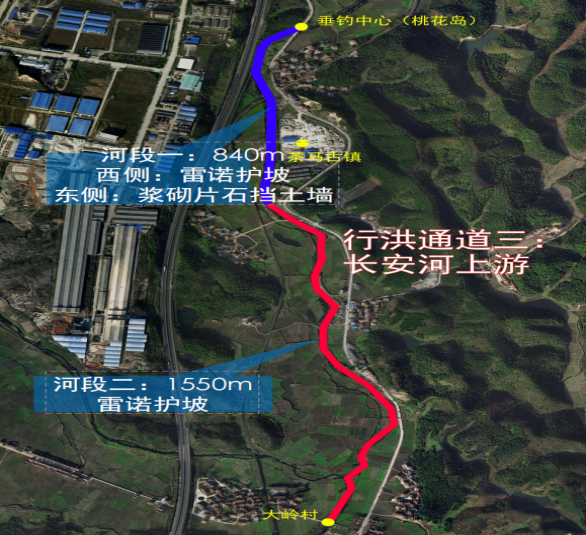 垂钓中心（桃花岛）
河段一：840m
茶马古镇
西侧：雷诺护坡
东侧：浆砌片石挡土墙
行洪通道三：
长安河上游
河段二：1550m
雷诺护坡
大岭村